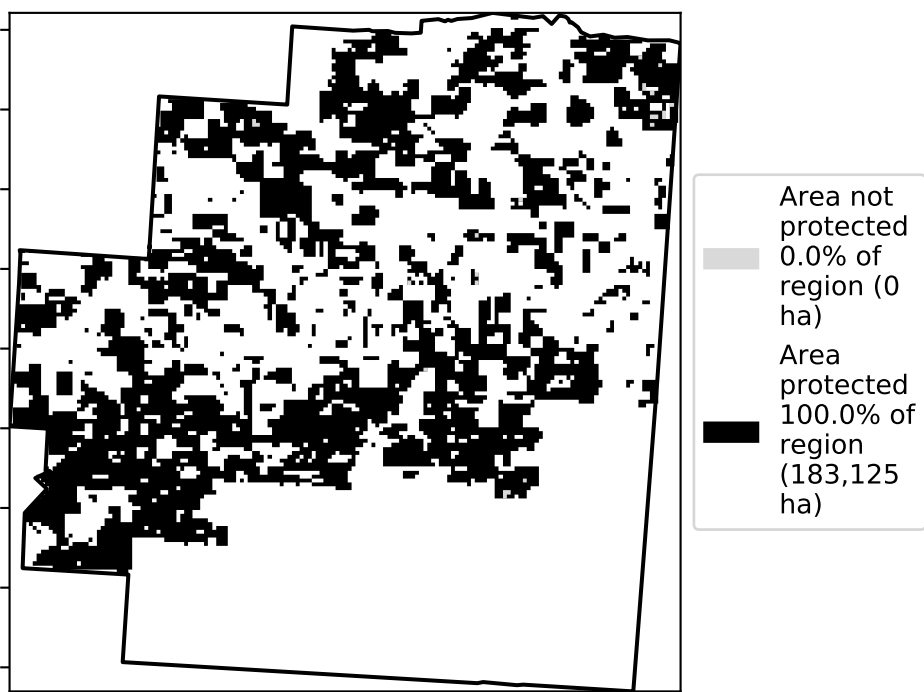 Area not
protected
0.0% of
region (0
ha)
Area
protected
100.0% of
region
(183,125
ha)